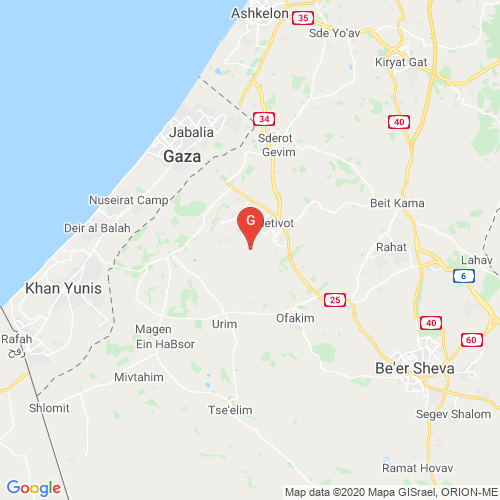 Ashkelon
35
Sde Yo'av
Kiryat Gat
34
40
Jabalia
Sderot
Gevim
Gaza
Nuseirat Camp
Beit Kama
Deir al Balah
G
etivot
Rahat
Lahav
6
Khan Yunis
25
Magen
Urim
Ofakim
40
Ein HaBsor
60
Rafah
رفح
Be'er Sheva
Mivtahim
Shlomit
Tse'elim
Segev Shalom
Ramat Hovav
Google
Map data ©2020 Mapa GISrael, ORION-ME